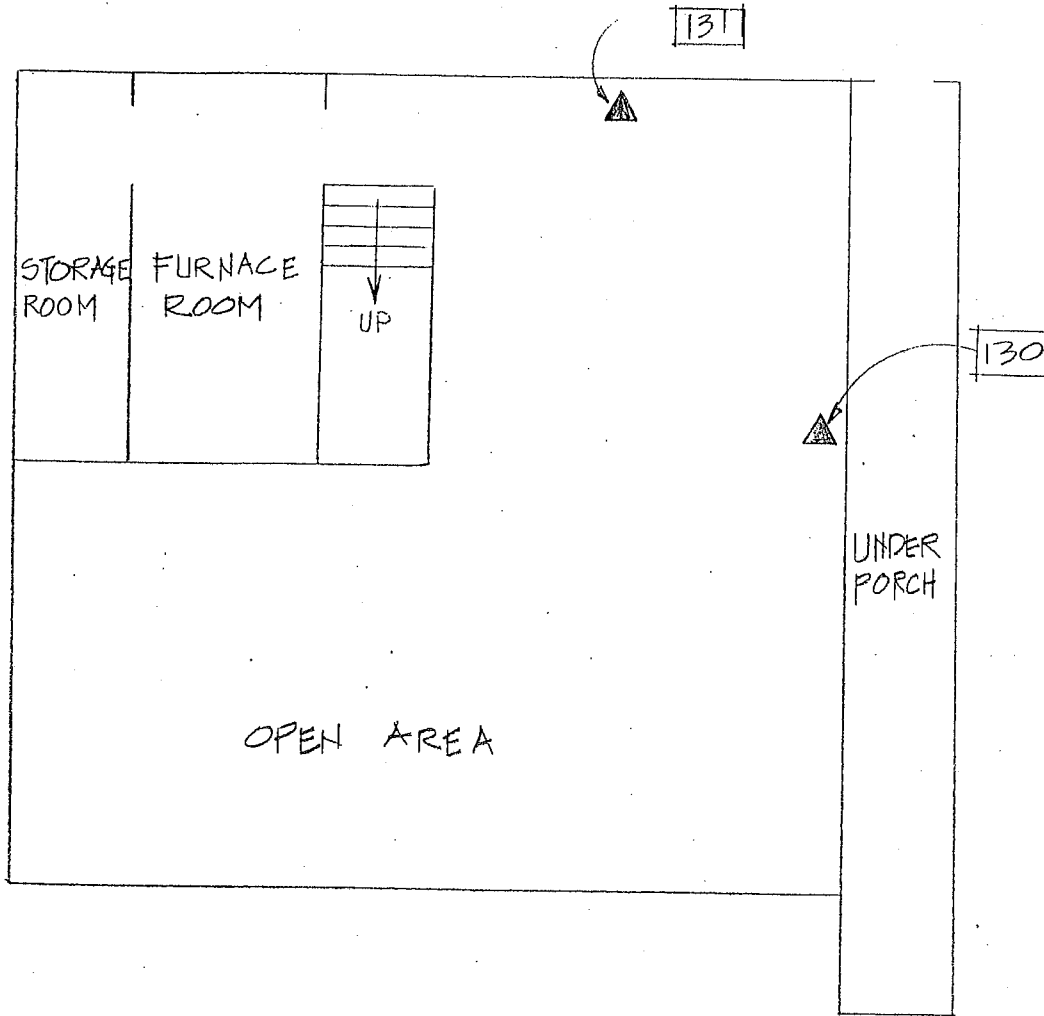 131
STORAGE
ROOM
FURNACE
ROOM
UP
130
UNDER
PORCH
OPEN AREA